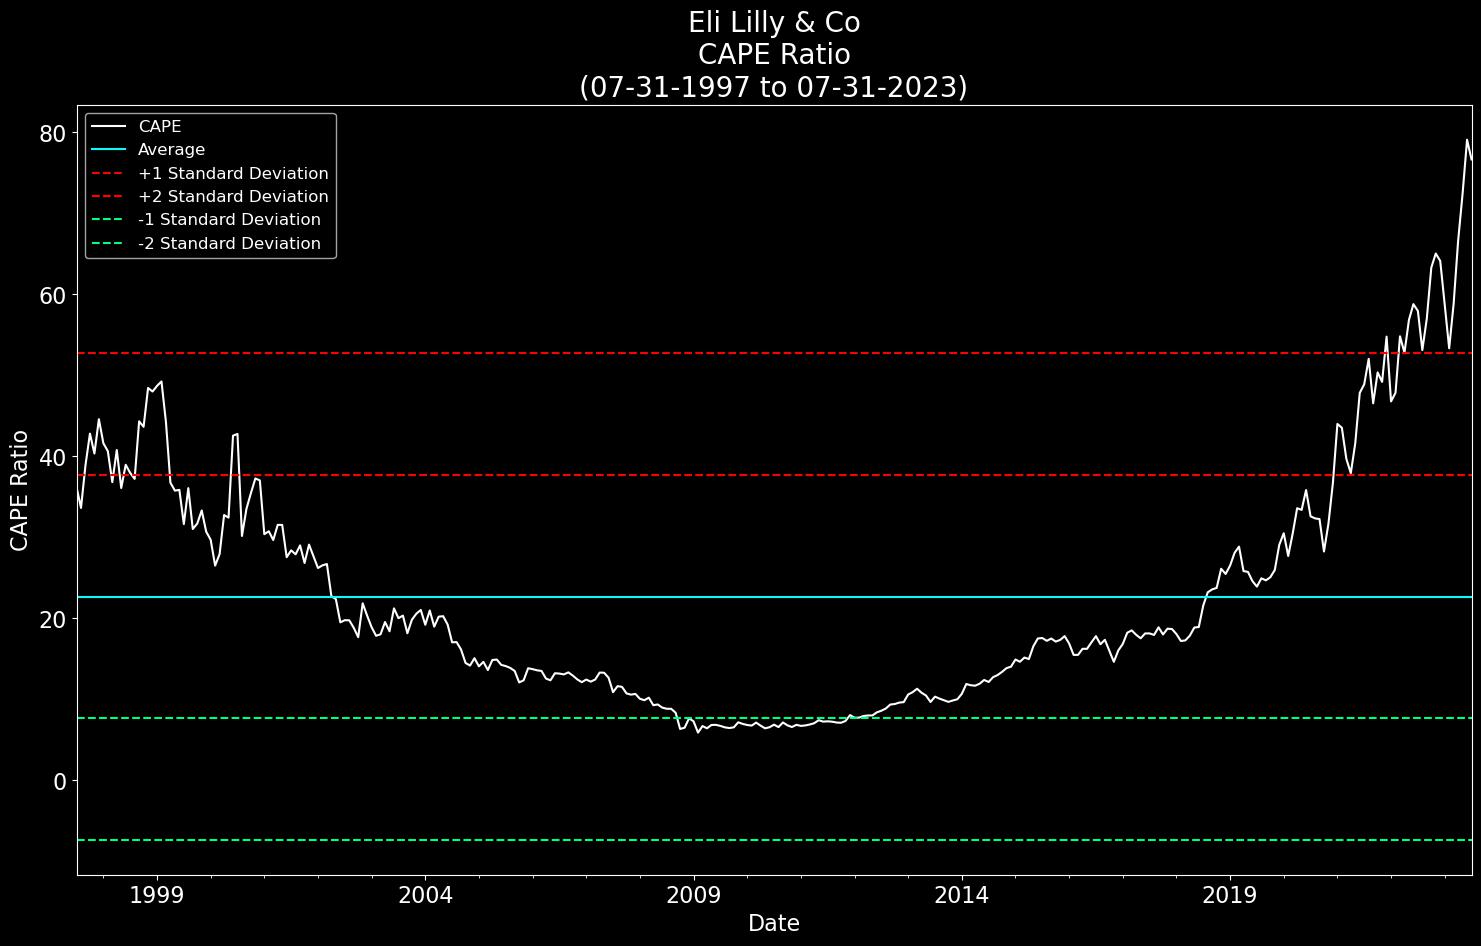 Eli Lilly & Co
CAPE Ratio
(07-31-1997 to 07-31-2023)
CAPE
Average
+1 Standard Deviation
+2 Standard Deviation
-1 Standard Deviation
-2 Standard Deviation
CAPE Ratio
80
60
40
20
0
1999 2004 2009 2014 2019
Date